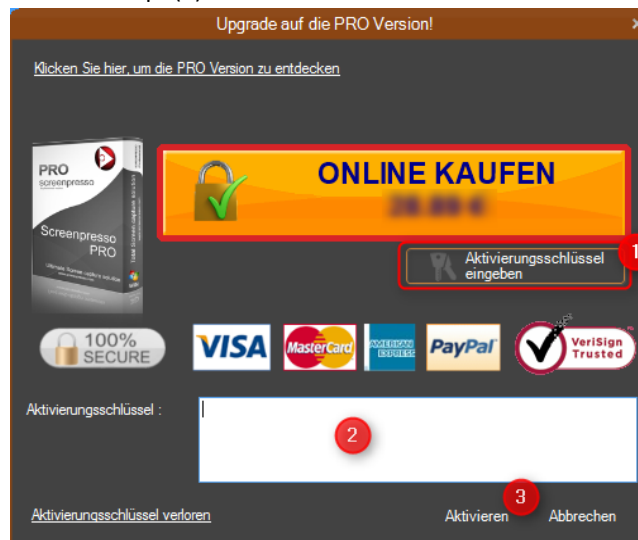 Upgrade auf die PRO Version!
Klicken Sie hier, um die PRO Version zu entdecken
PRO
screenpresso
Screenpresso
PRO
ONLINE KAUFEN
Aktivierungsschlüssel
eingeben
1
100%
SECURE
VISA
MasterCard
AMERICAN
EXPRESS
PayPal
VeriSign
Trusted
Aktivierungsschlüssel :
2
3
Aktivierungsschlüssel verloren
Aktivieren
Abbrechen